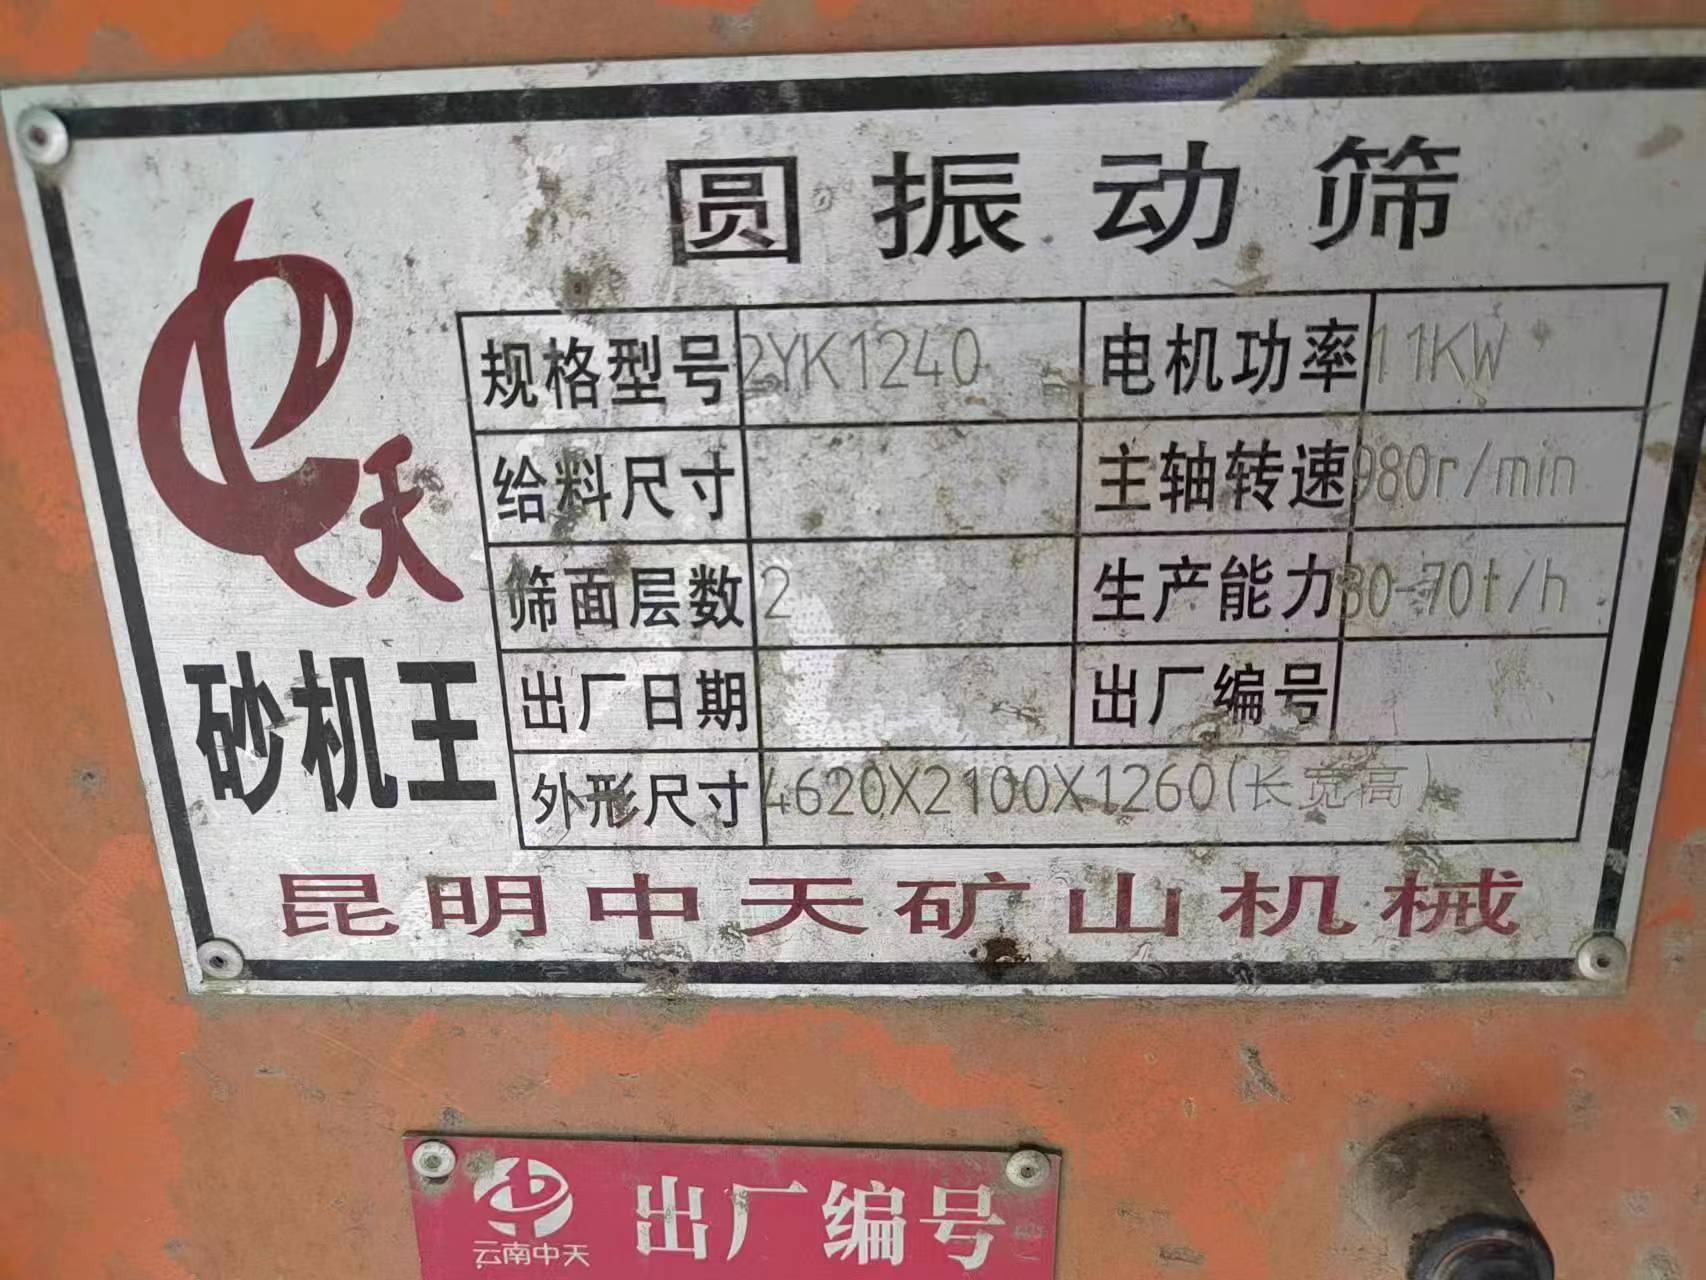 圆振动筛
规格型号 2YK1240 电机功率 11KW
给料尺寸 主轴转速 980r/min
筛面层数 2 生产能力 30-70t/h
出厂日期 出厂编号
外形尺寸 4620X2100X1260(长宽高)
天
砂机王
昆明中天矿山机械
云南中天
出厂编号